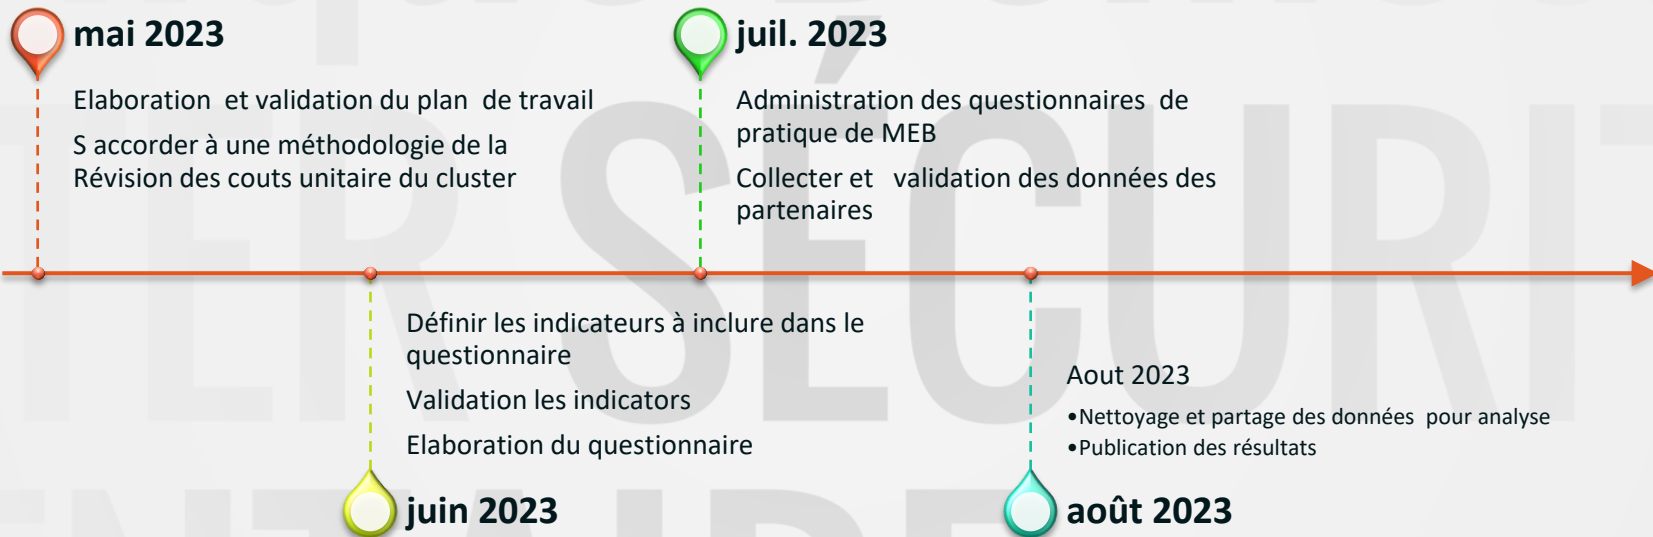 mai 2023
Elaboration et validation du plan de travail
S accorder à une méthodologie de la
Révision des couts unitaire du cluster
juil. 2023
Administration des questionnaires de
pratique de MEB
Collecter et validation des données des
partenaires
Définir les indicateurs à inclure dans le
questionnaire
Validation les indicators
Elaboration du questionnaire
juin 2023
Aout 2023
•Nettoyage et partage des données pour analyse
•Publication des résultats
août 2023
SÉCURIT